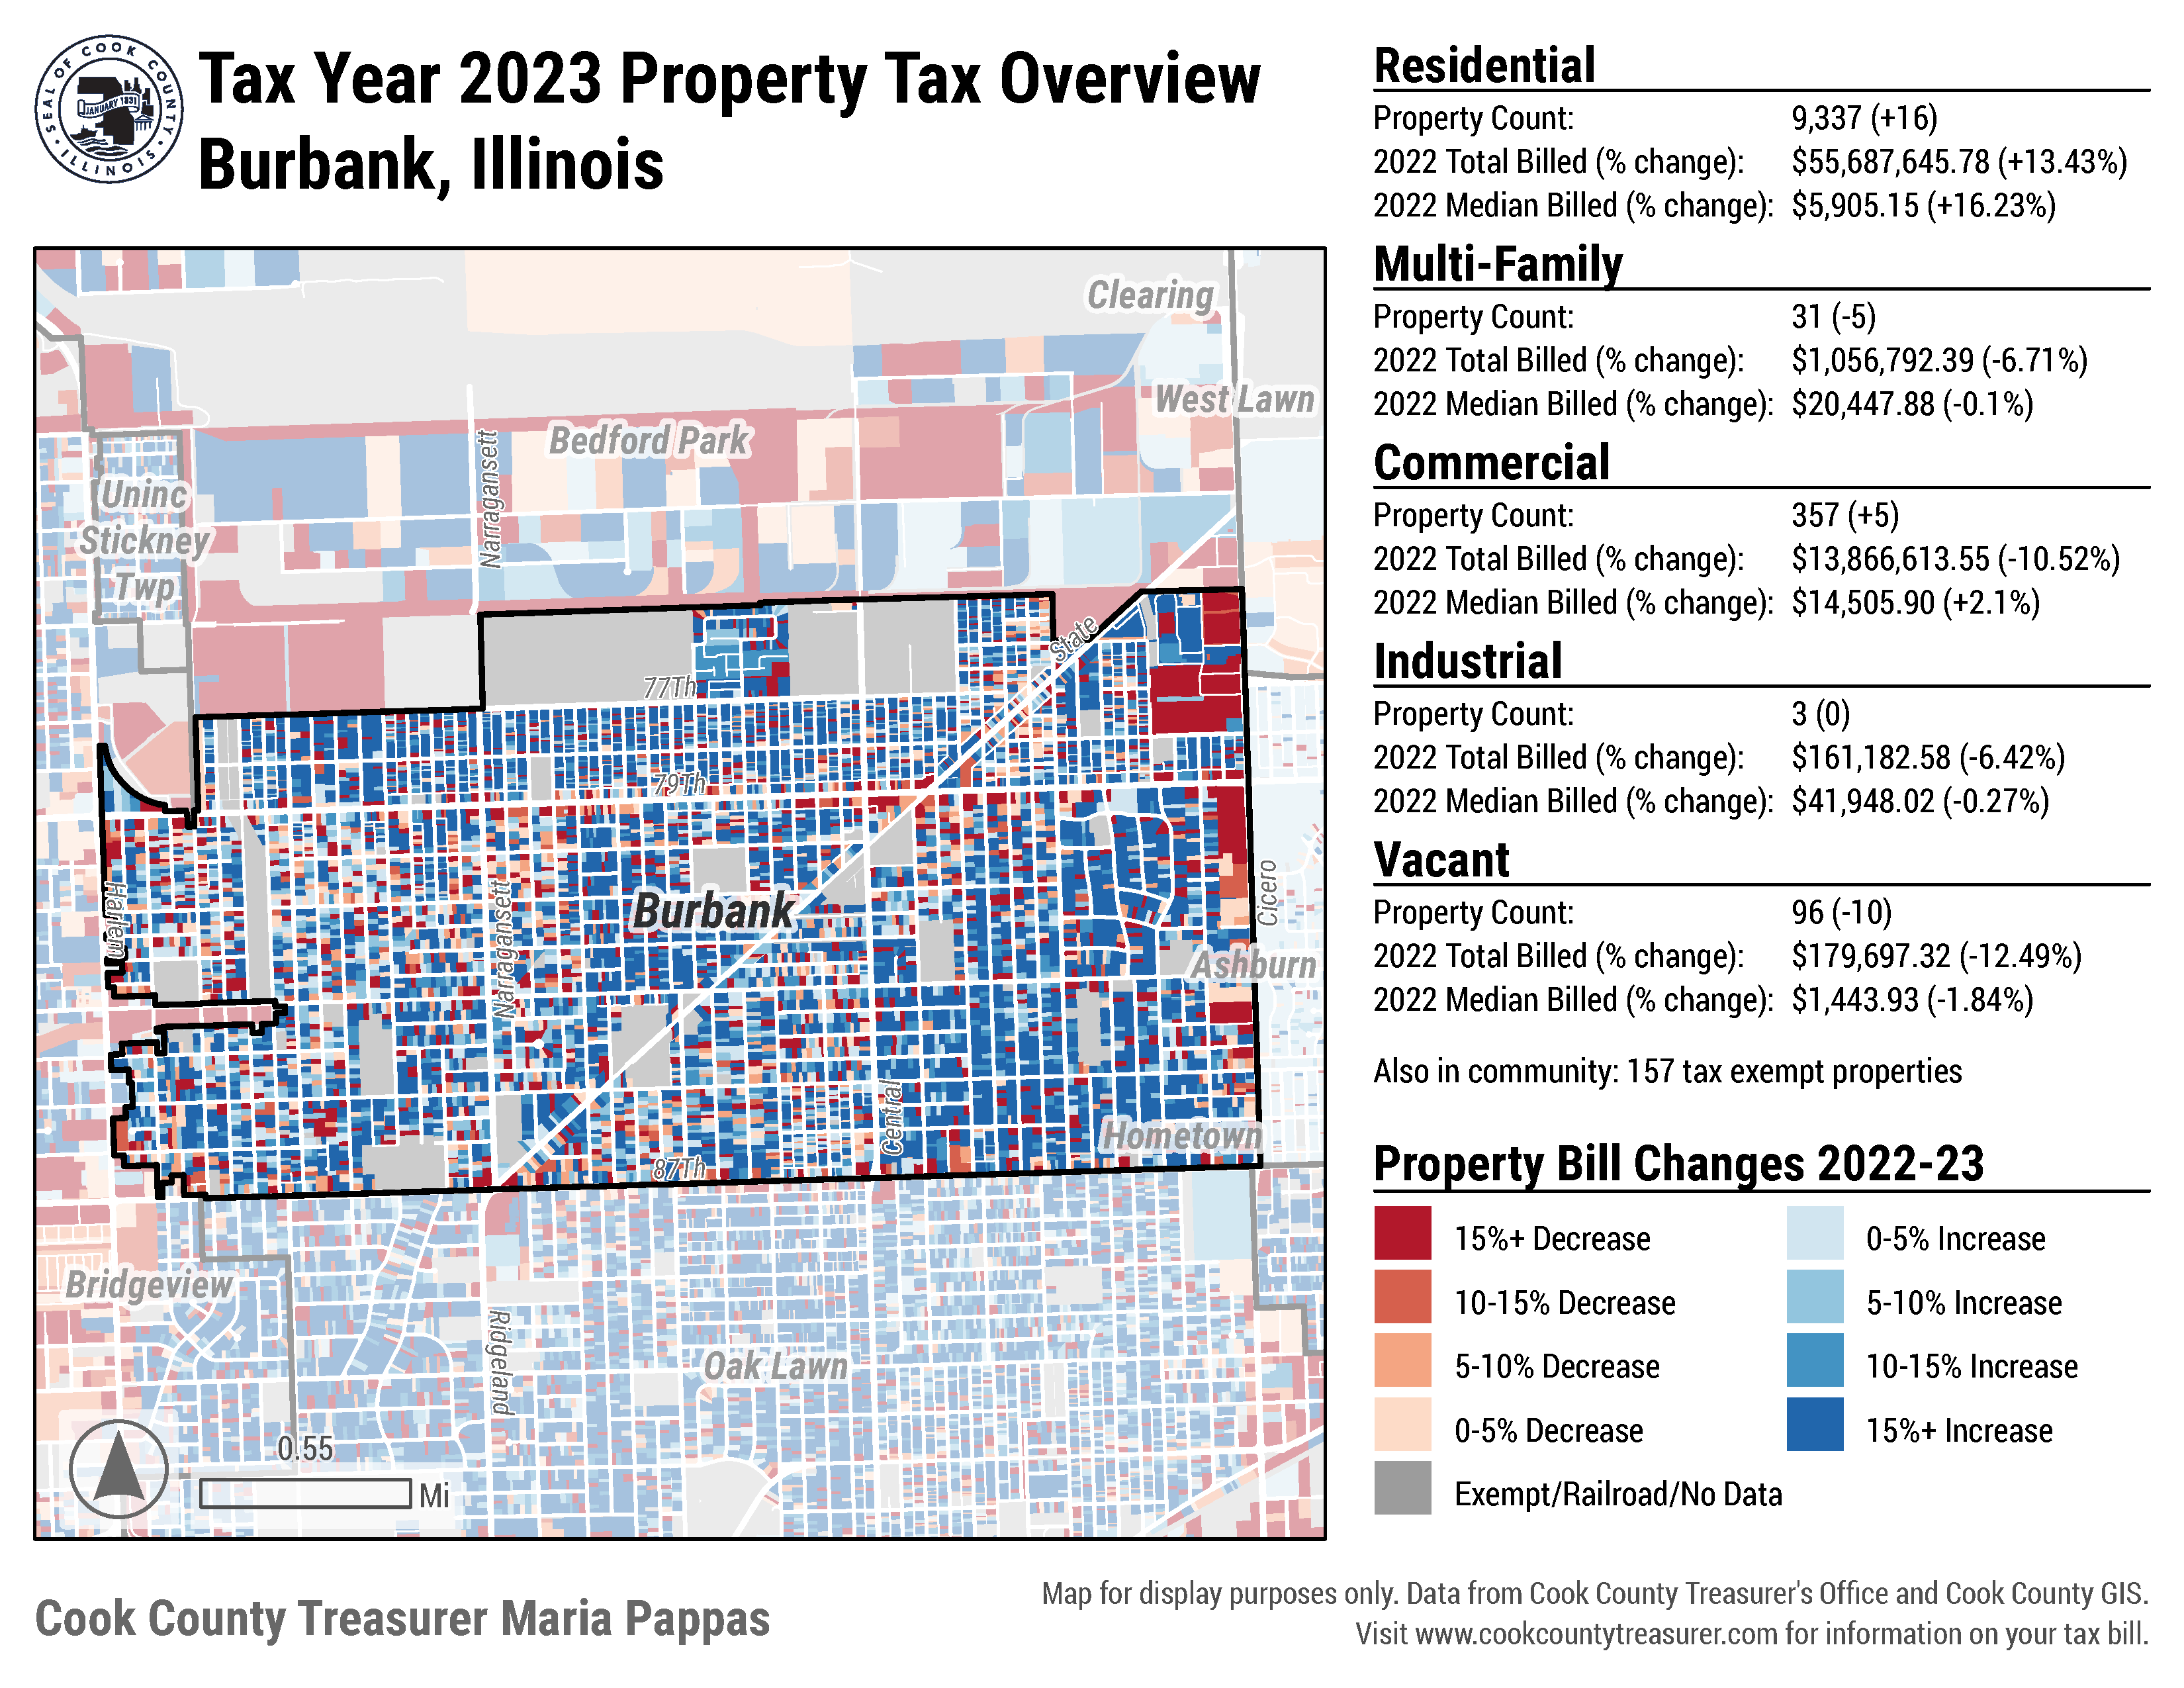 SEAL OF COOK COUNTY
JANUARY 1831
ILLINOIS
Tax Year 2023 Property Tax Overview
Burbank, Illinois
Residential
Property Count: 9,337 (+16)
2022 Total Billed (% change): $55,687,645.78 (+13.43%)
2022 Median Billed (% change): $5,905.15 (+16.23%)
Multi-Family
Property Count: 31 (-5)
2022 Total Billed (% change): $1,056,792.39 (-6.71%)
2022 Median Billed (% change): $20,447.88 (-0.1%)
Commercial
Property Count: 357 (+5)
2022 Total Billed (% change): $13,866,613.55 (-10.52%)
2022 Median Billed (% change): $14,505.90 (+2.1%)
Industrial
Property Count: 3 (0)
2022 Total Billed (% change): $161,182.58 (-6.42%)
2022 Median Billed (% change): $41,948.02 (-0.27%)
Vacant
Property Count: 96 (-10)
2022 Total Billed (% change): $179,697.32 (-12.49%)
2022 Median Billed (% change): $1,443.93 (-1.84%)
Also in community: 157 tax exempt properties
Property Bill Changes 2022-23
15%+ Decrease
10-15% Decrease
5-10% Decrease
0-5% Decrease
Exempt/Railroad/No Data
0-5% Increase
5-10% Increase
10-15% Increase
15%+ Increase
Clearing
West Lawn
Bedford Park
Narragansett
Uninc
Stickney
Twp
State
77Th
79Th
Harlem
Narragansett
Burbank
Cicero
Ashburn
Central
Hometown
87Th
Bridgeview
Ridgeland
Oak Lawn
0.55
Mi
Cook County Treasurer Maria Pappas
Map for display purposes only. Data from Cook County Treasurer's Office and Cook County GIS.
Visit www.cookcountytreasurer.com for information on your tax bill.